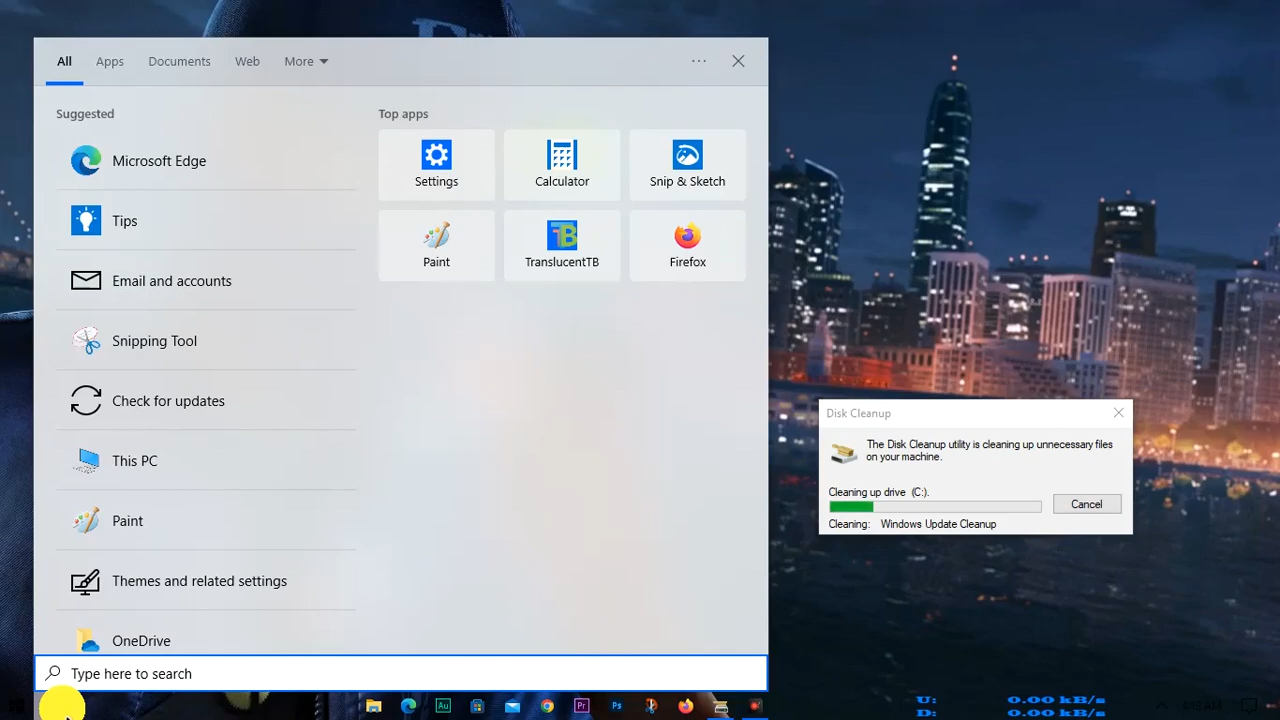 All
Apps
Documents
Web
More
Suggested
Microsoft Edge
Tips
Email and accounts
Snipping Tool
Check for updates
This PC
Paint
Themes and related settings
OneDrive
Top apps
Settings
Calculator
Snip & Sketch
Paint
TranslucentTB
Firefox
Type here to search
Disk Cleanup
The Disk Cleanup utility is cleaning up unnecessary files
on your machine.
Cleaning up drive (C:).
Cancel
Cleaning: Windows Update Cleanup
Au
Pr
Ps
U: 0.00 kB/s
D: 0.00 kB/s